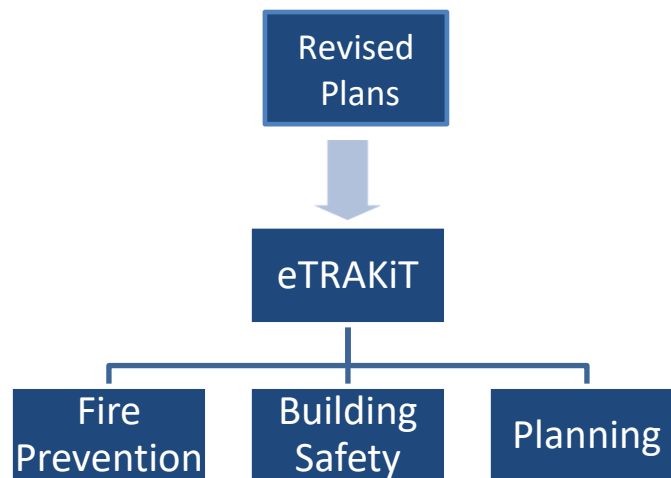 Revised
Plans
eTRAKiT
Fire
Prevention
Building
Safety
Planning